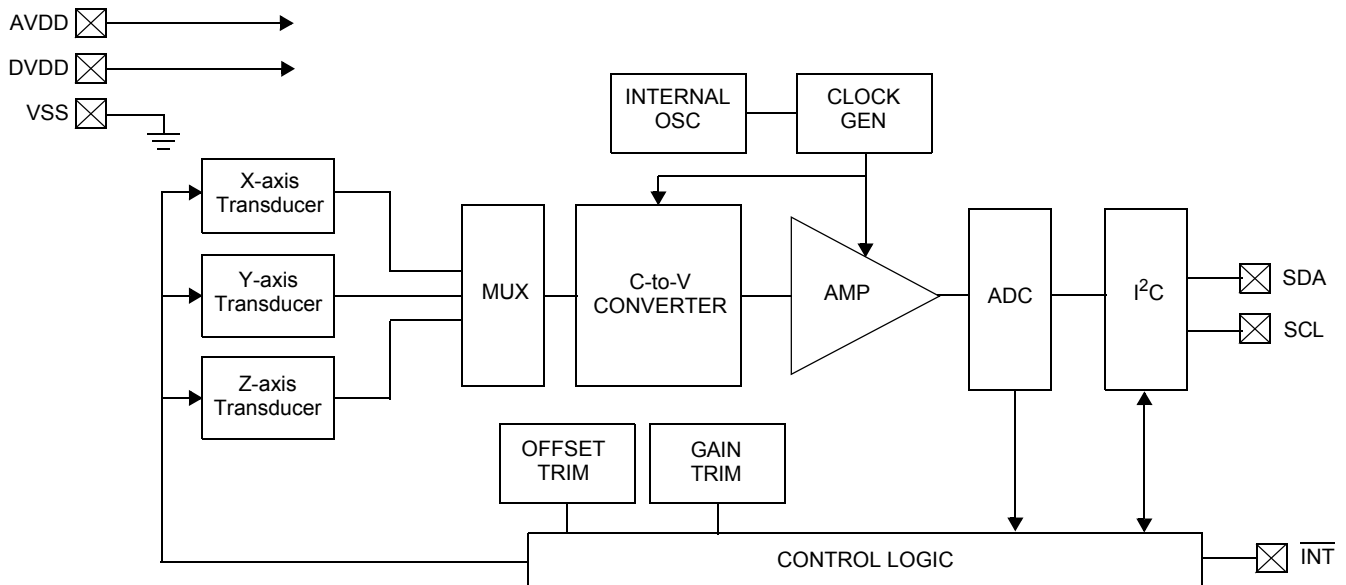 AVDD
DVDD
VSS
INTERNAL
OSC
CLOCK
GEN
X-axis
Transducer
Y-axis
Transducer
Z-axis
Transducer
MUX
C-to-V
CONVERTER
AMP
ADC
I²C
SDA
SCL
OFFSET
TRIM
GAIN
TRIM
CONTROL LOGIC
I̅N̅T̅